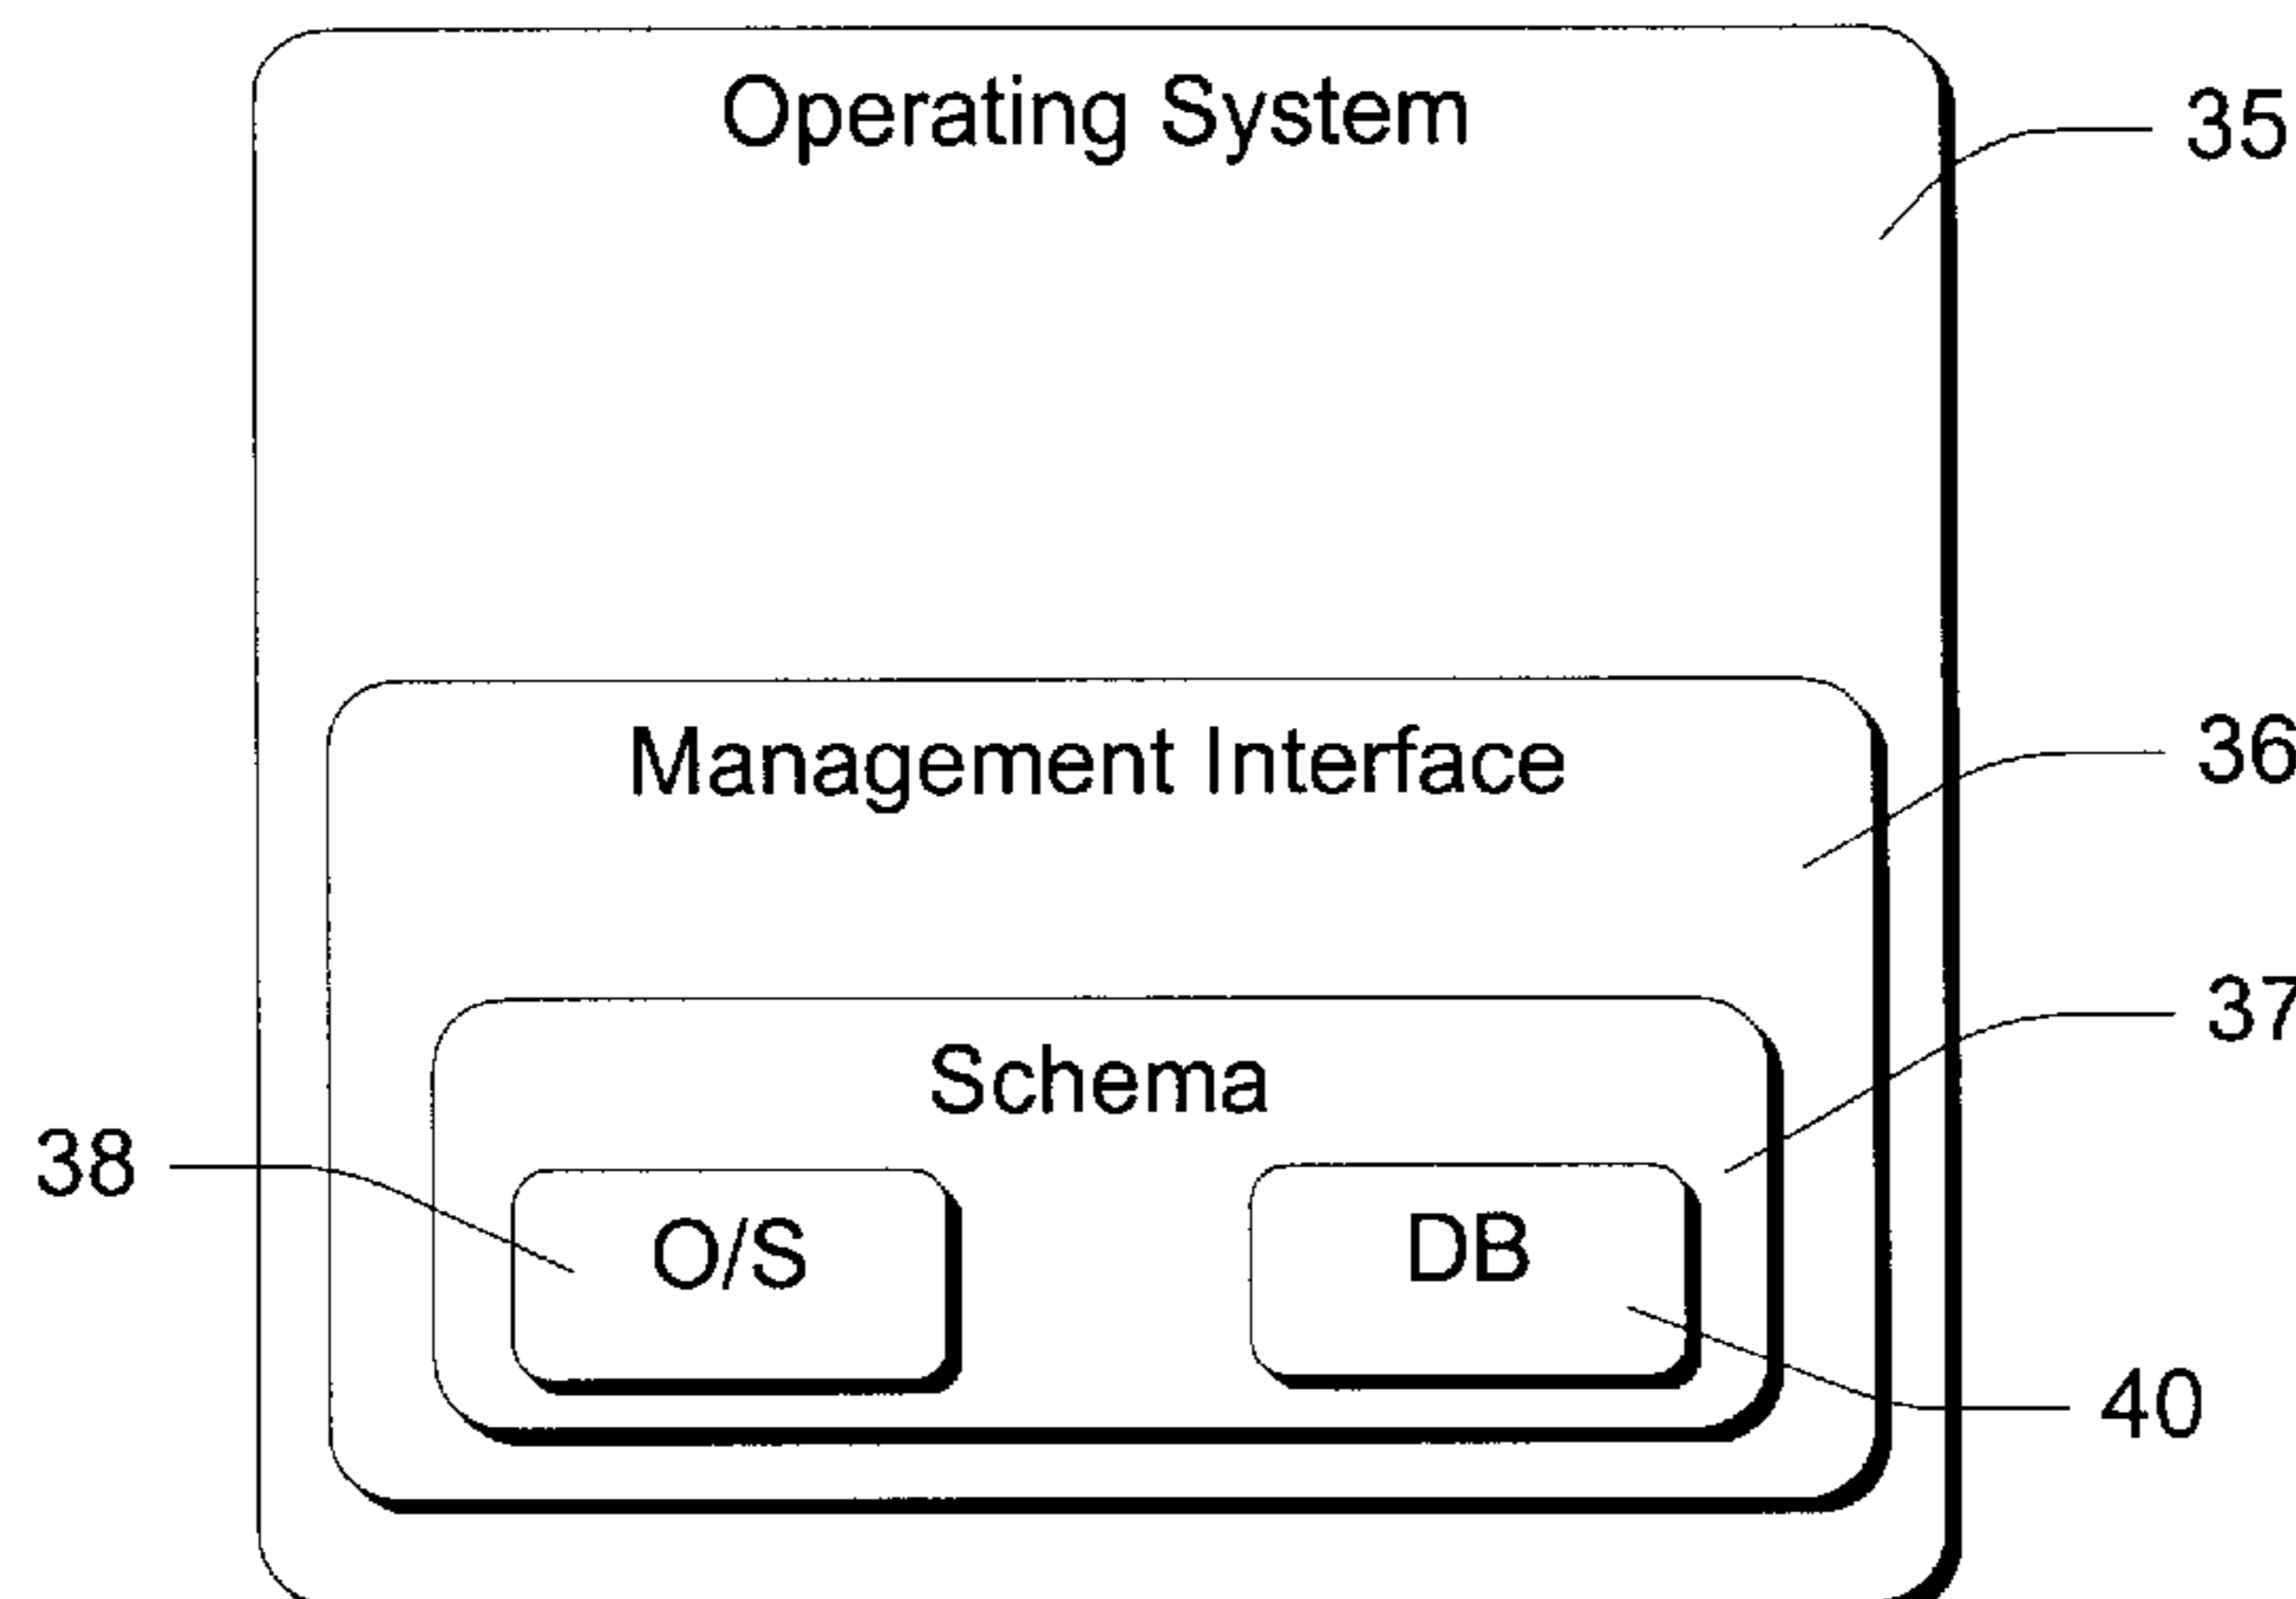 Operating System
35
Management Interface
36
37
Schema
38
O/S
DB
40